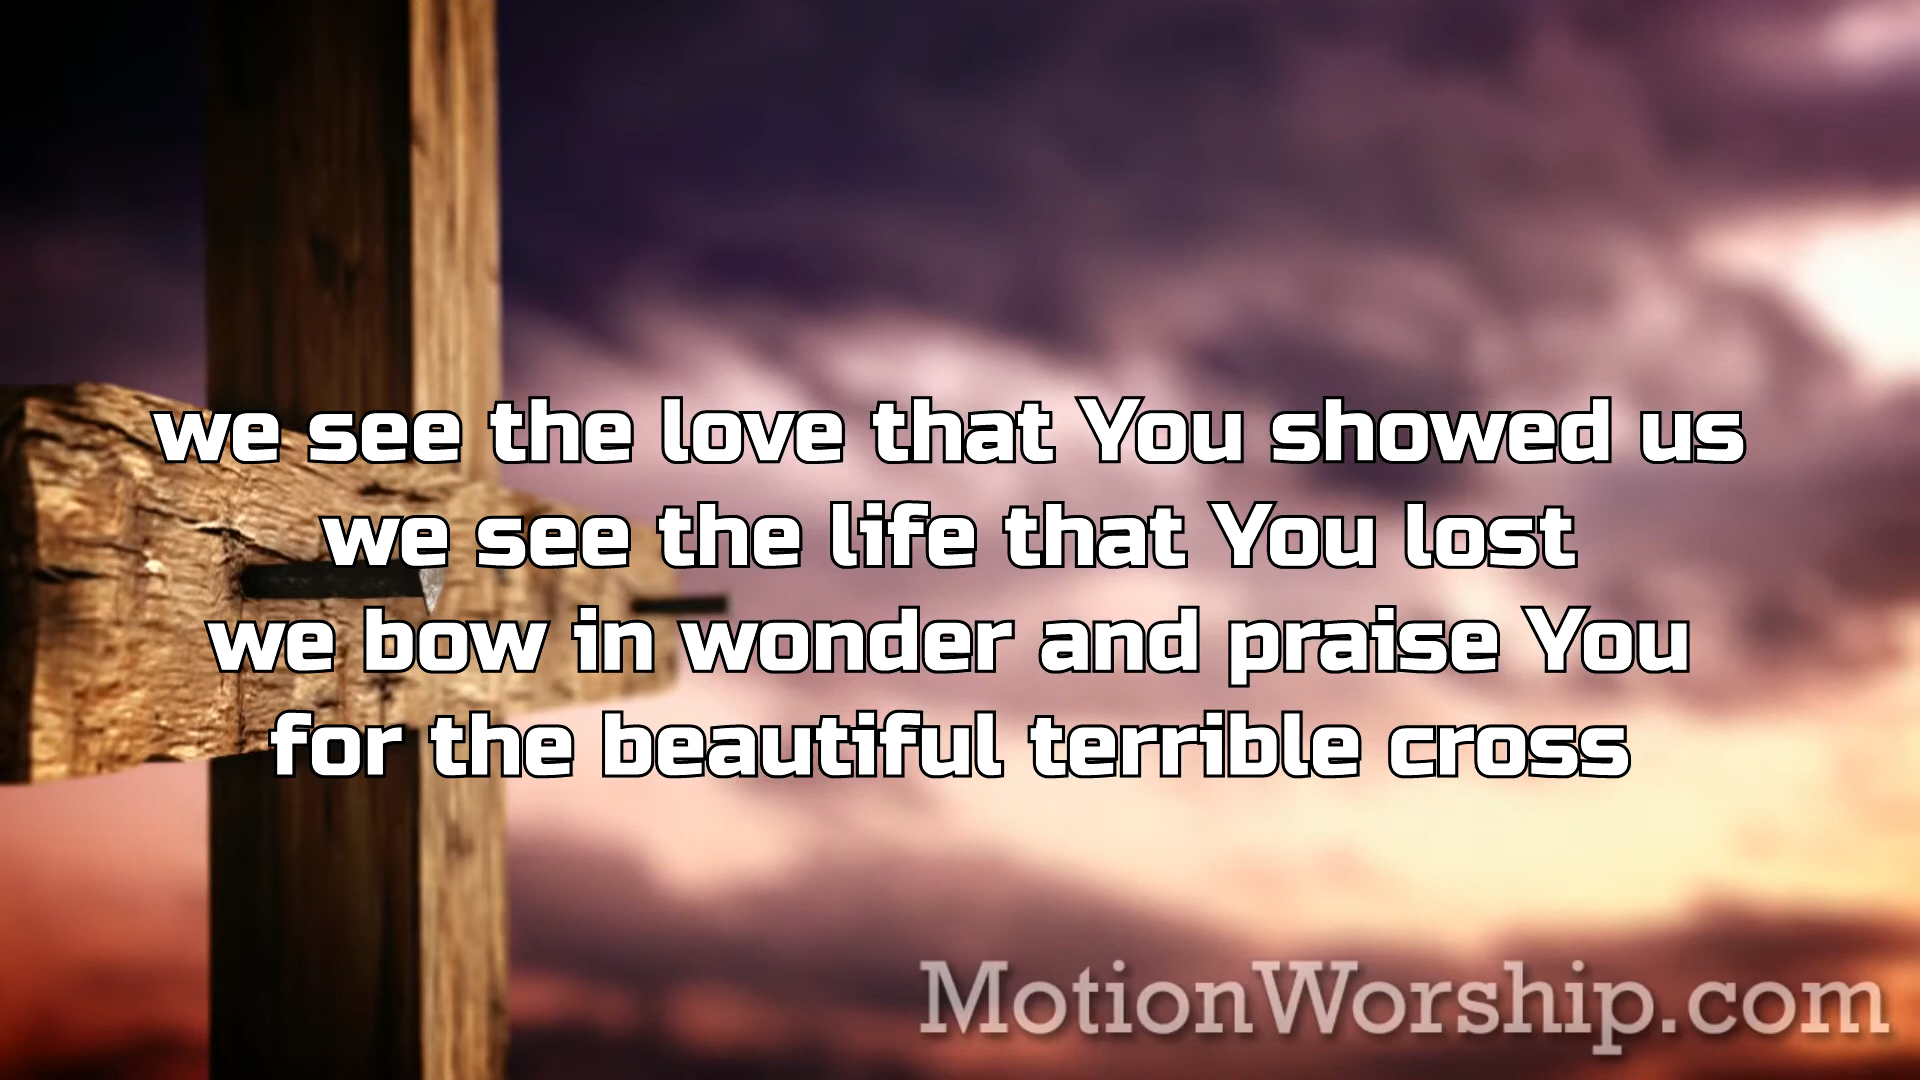 we see the love that You showed us
we see the life that You lost
we bow in wonder and praise You
for the beautiful terrible cross
MotionWorship.com